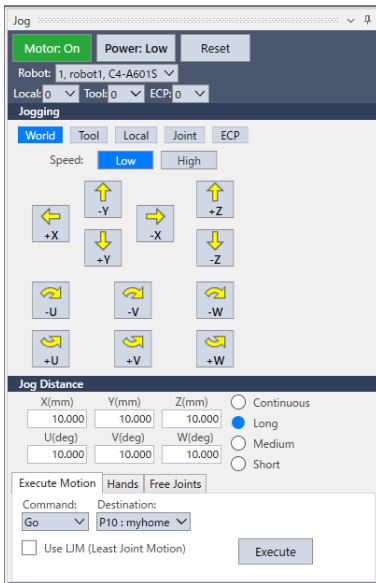 Jog
Motor: On Power: Low Reset
Robot: 1, robot1, C4-A601S
Local: 0 Tool: 0 ECP: 0
Jogging
World Tool Local Joint ECP
Speed: Low High
+X -Y -X +Z
+Y -Z
-U -V -W
+U +V +W
Jog Distance
X(mm) Y(mm) Z(mm) Continuous
10.000 10.000 10.000 Long
U(deg) V(deg) W(deg) Medium
10.000 10.000 10.000 Short
Execute Motion Hands Free Joints
Command: Destination:
Go P10 : myhome
Use LJM (Least Joint Motion) Execute